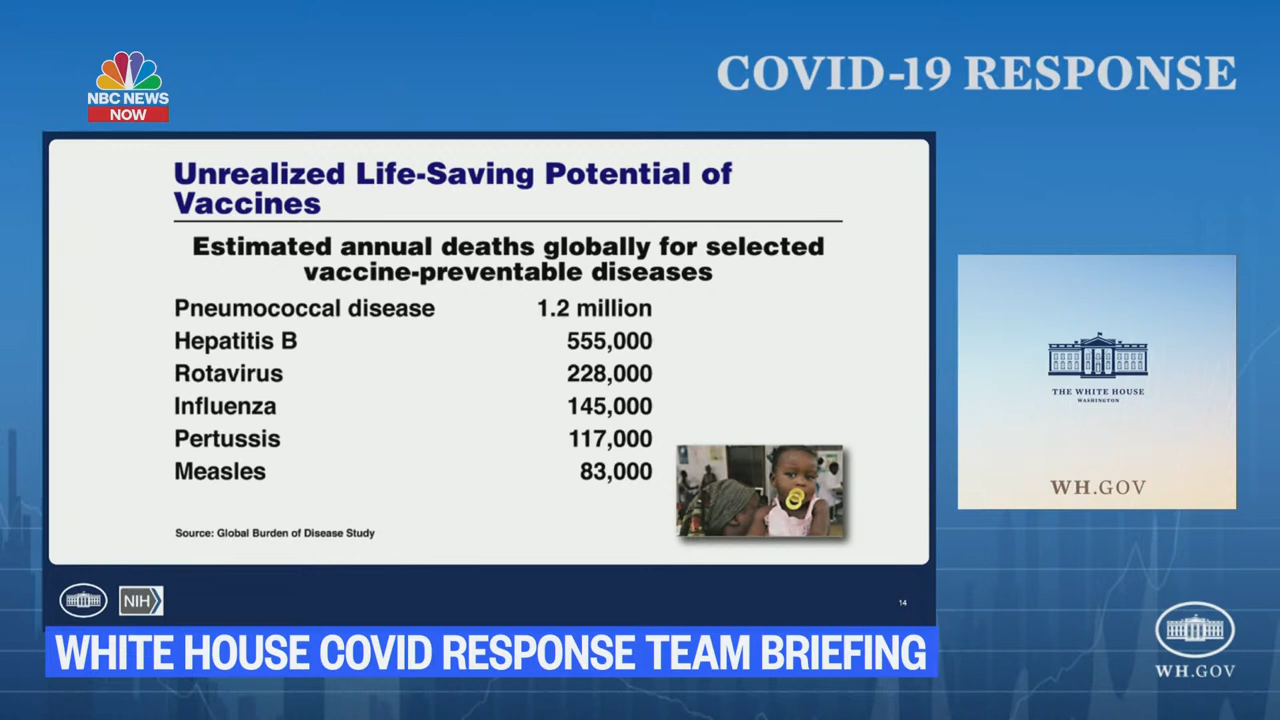 NBC NEWS
NOW
COVID-19 RESPONSE
Unrealized Life-Saving Potential of
Vaccines
Estimated annual deaths globally for selected
vaccine-preventable diseases
Pneumococcal disease 1.2 million
Hepatitis B 555,000
Rotavirus 228,000
Influenza 145,000
Pertussis 117,000
Measles 83,000
Source: Global Burden of Disease Study
THE WHITE HOUSE
WASHINGTON
WH.GOV
NIH
14
WHITE HOUSE COVID RESPONSE TEAM BRIEFING
WH.GOV